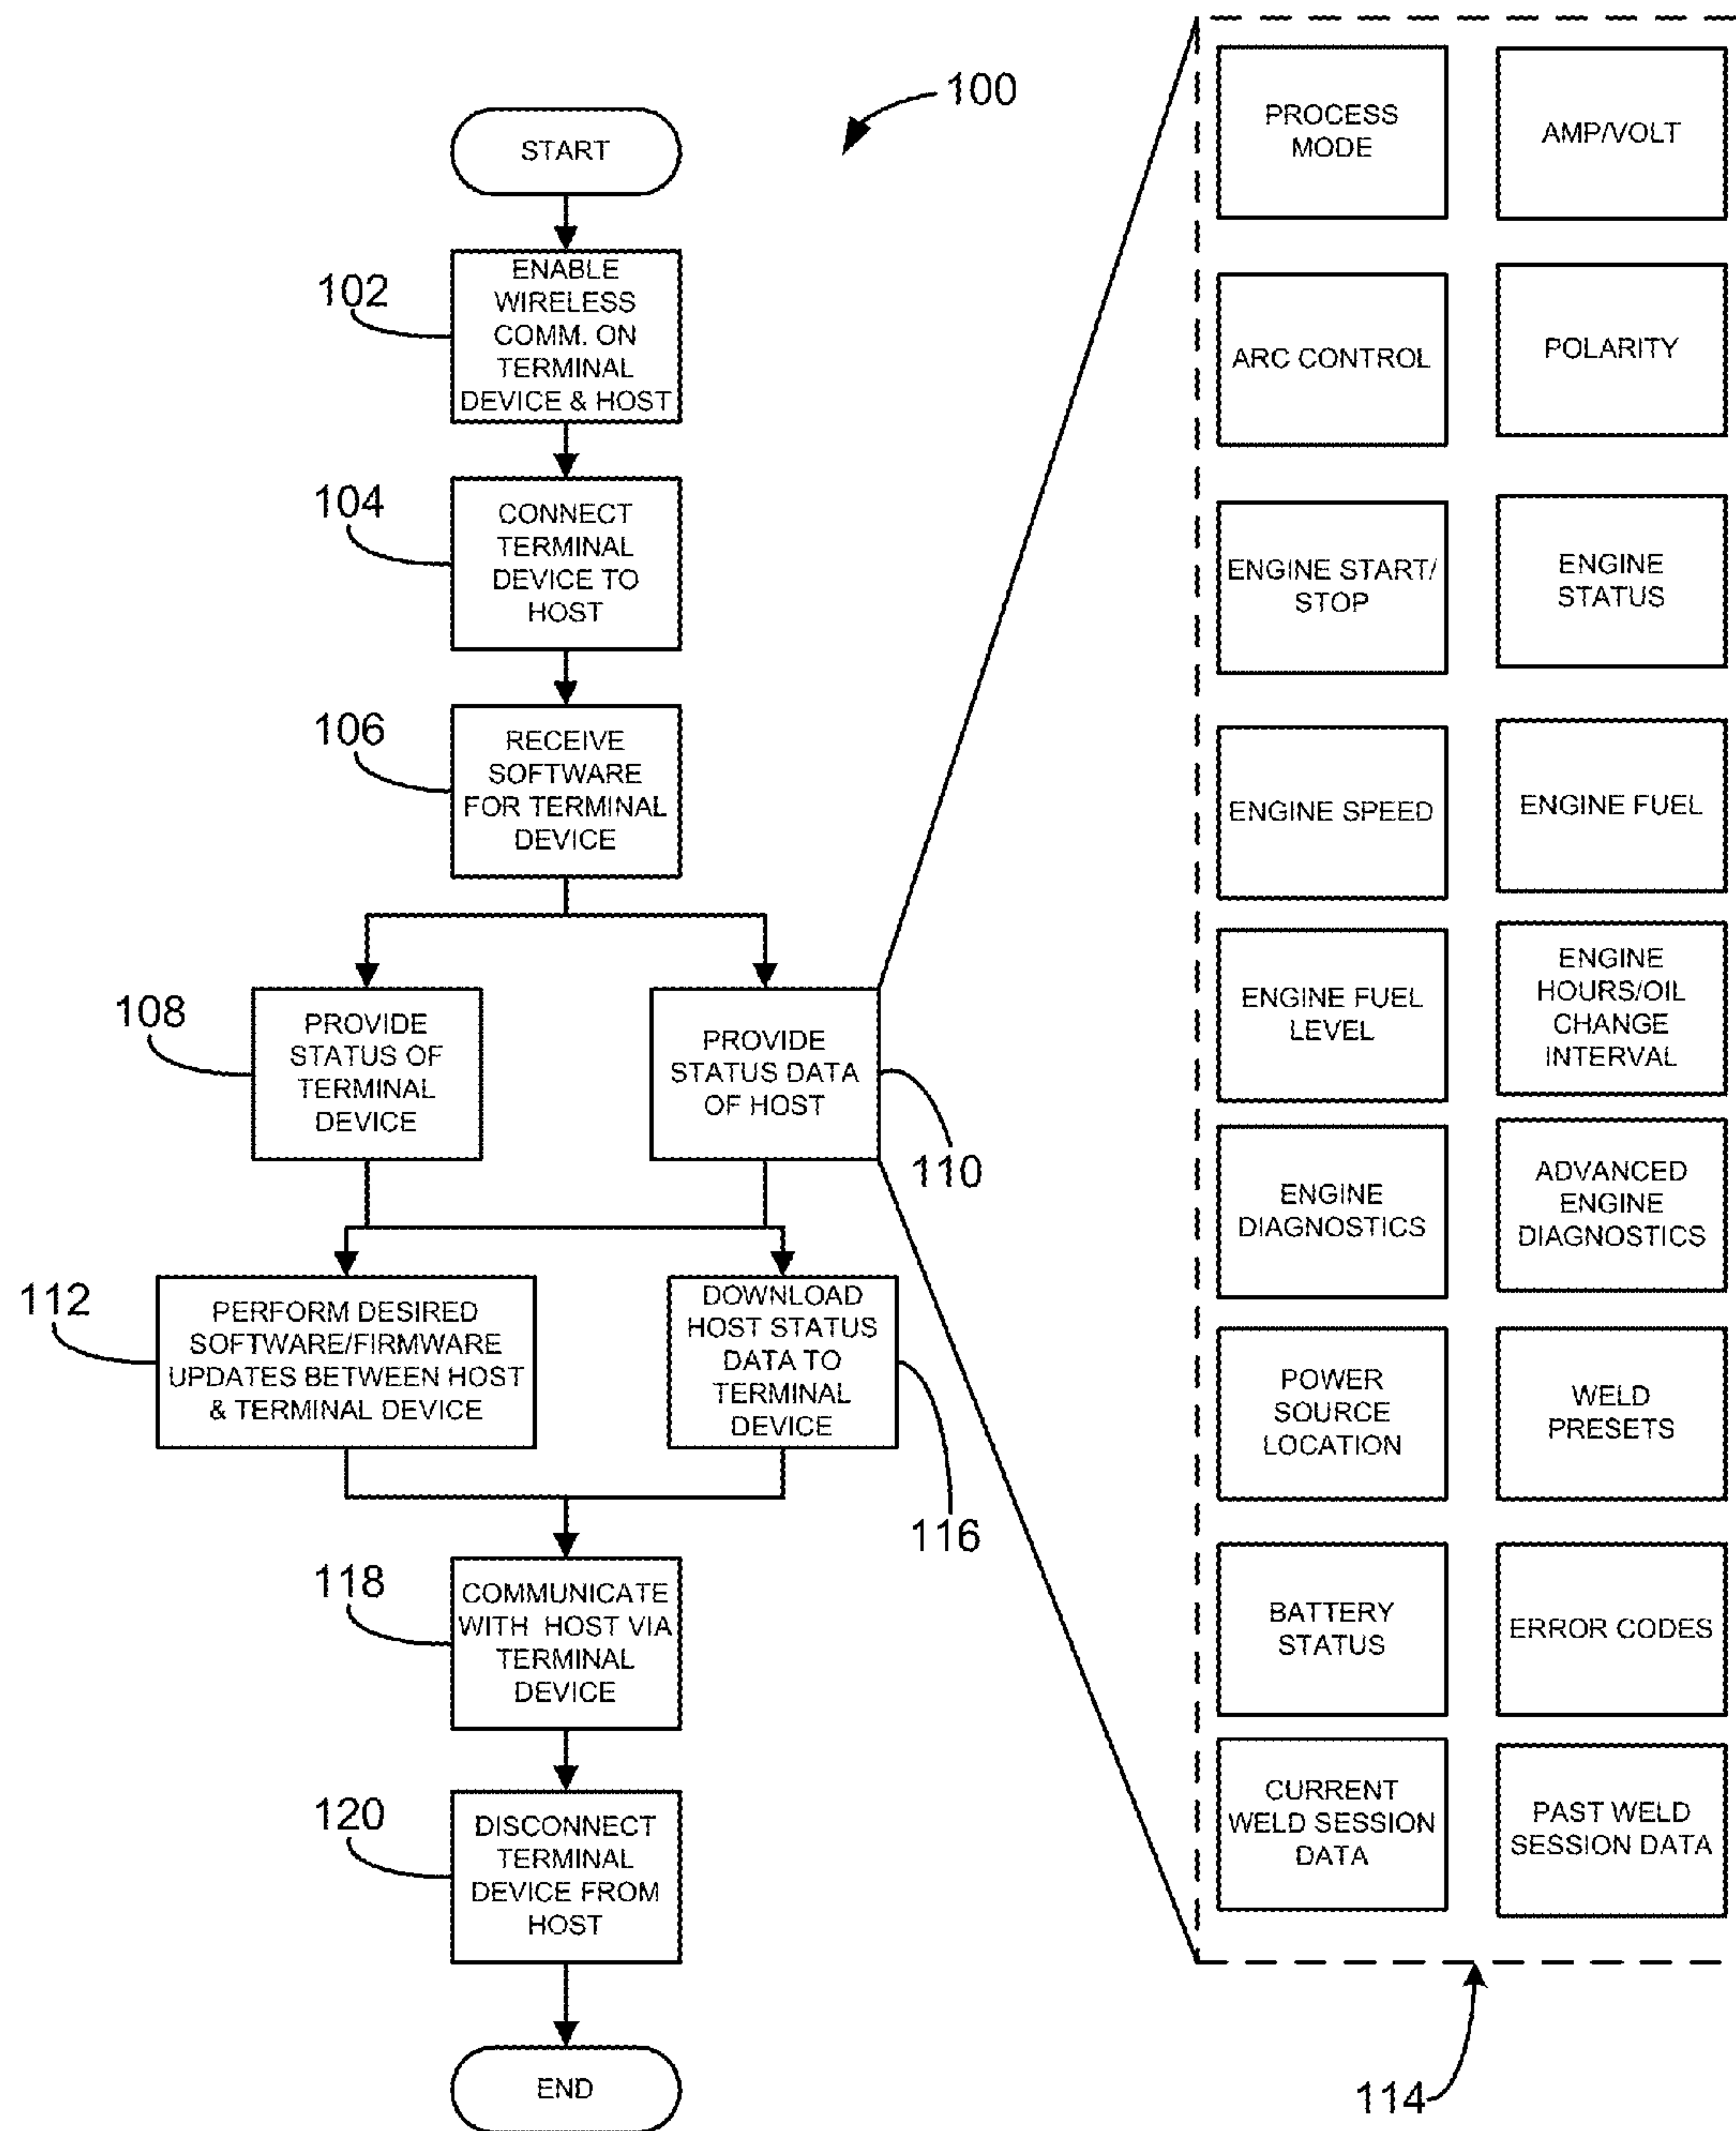 100
START
102
ENABLE
WIRELESS
COMM. ON
TERMINAL
DEVICE & HOST
104
CONNECT
TERMINAL
DEVICE TO
HOST
106
RECEIVE
SOFTWARE
FOR TERMINAL
DEVICE
108
PROVIDE
STATUS OF
TERMINAL
DEVICE
PROVIDE
STATUS DATA
OF HOST
110
112
PERFORM DESIRED
SOFTWARE/FIRMWARE
UPDATES BETWEEN HOST
& TERMINAL DEVICE
DOWNLOAD
HOST STATUS
DATA TO
TERMINAL
DEVICE
116
118
COMMUNICATE
WITH HOST VIA
TERMINAL
DEVICE
120
DISCONNECT
TERMINAL
DEVICE FROM
HOST
END
PROCESS
MODE
AMP/VOLT
ARC CONTROL
POLARITY
ENGINE START/
STOP
ENGINE
STATUS
ENGINE SPEED
ENGINE FUEL
ENGINE FUEL
LEVEL
ENGINE
HOURS/OIL
CHANGE
INTERVAL
ENGINE
DIAGNOSTICS
ADVANCED
ENGINE
DIAGNOSTICS
POWER
SOURCE
LOCATION
WELD
PRESETS
BATTERY
STATUS
ERROR CODES
CURRENT
WELD SESSION
DATA
PAST WELD
SESSION DATA
114